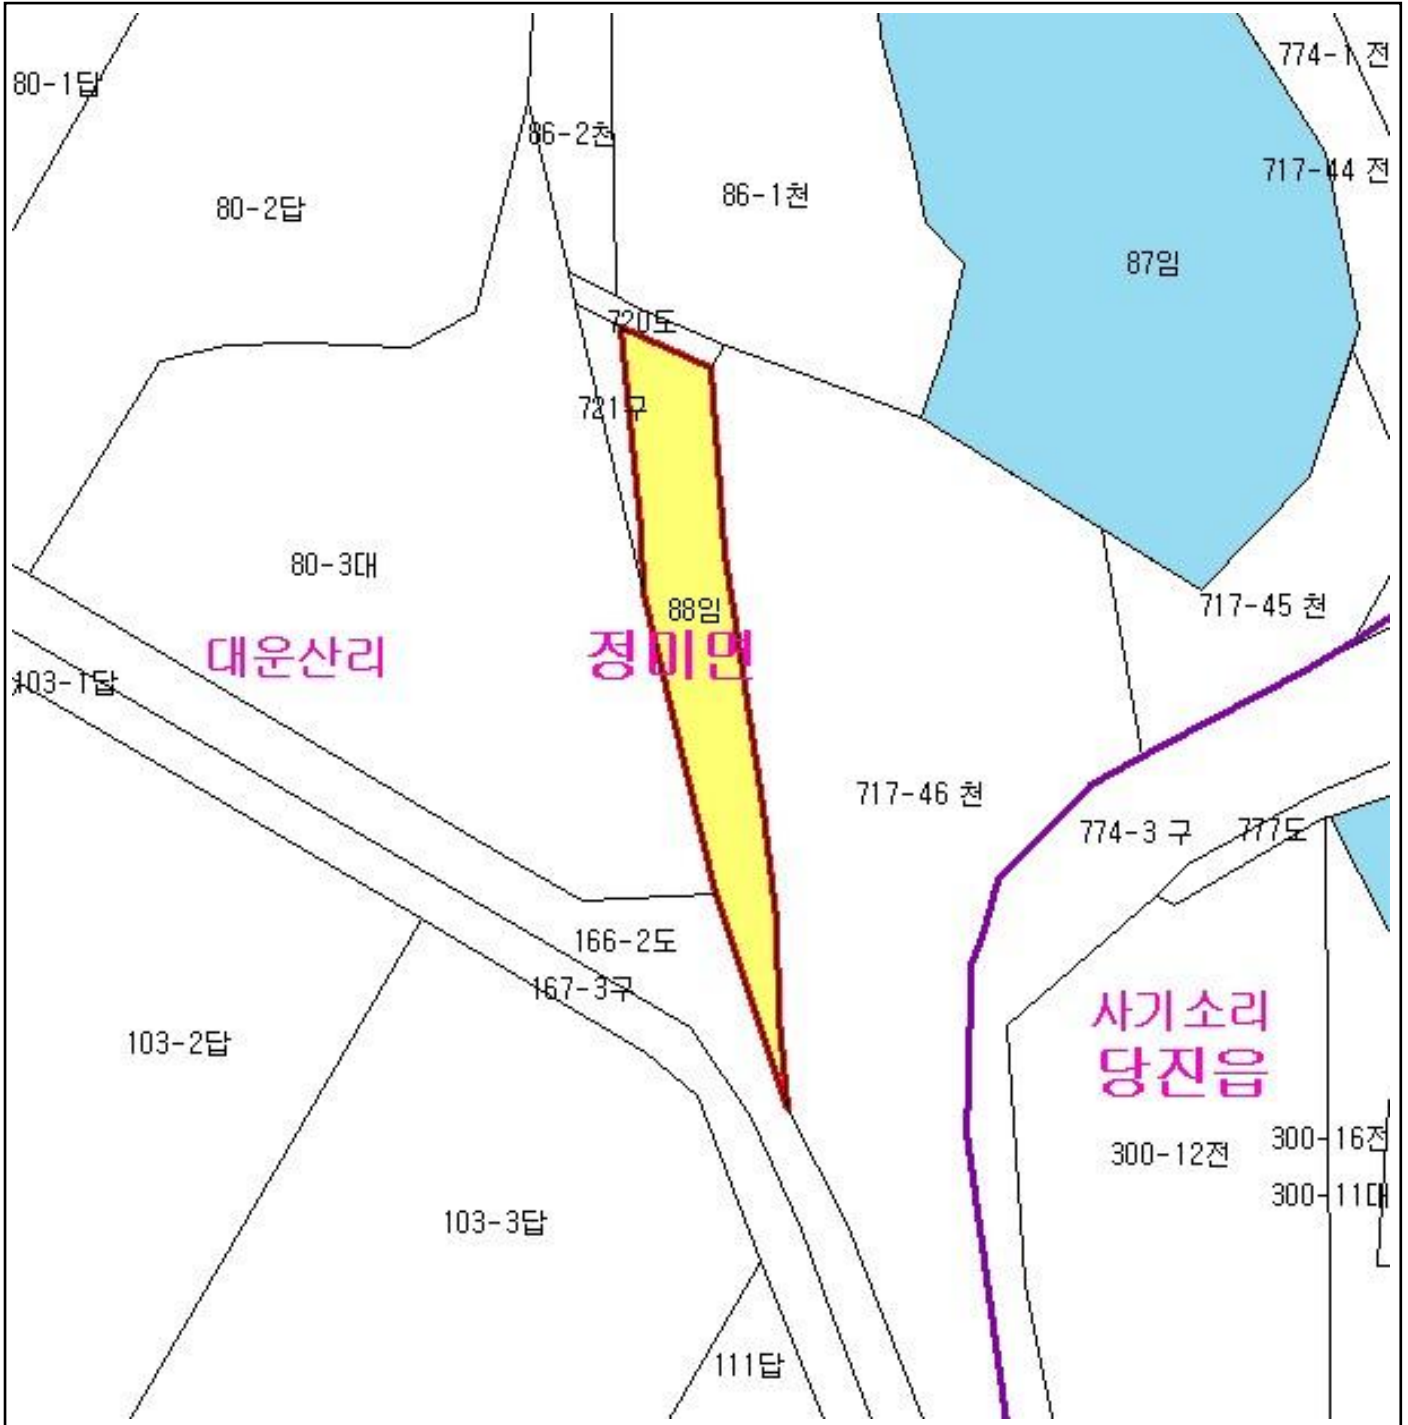 774-1 전
80-1답
86-2천
717-44 전
86-1천
80-2답
87임
720도
721구
80-3대
88임
717-45 천
대운산리
정미면
103-1답
717-46 천
774-3 구
777도
166-2도
167-3구
사기소리
103-2답
당진읍
300-16전
300-12전
300-11대
103-3답
111답